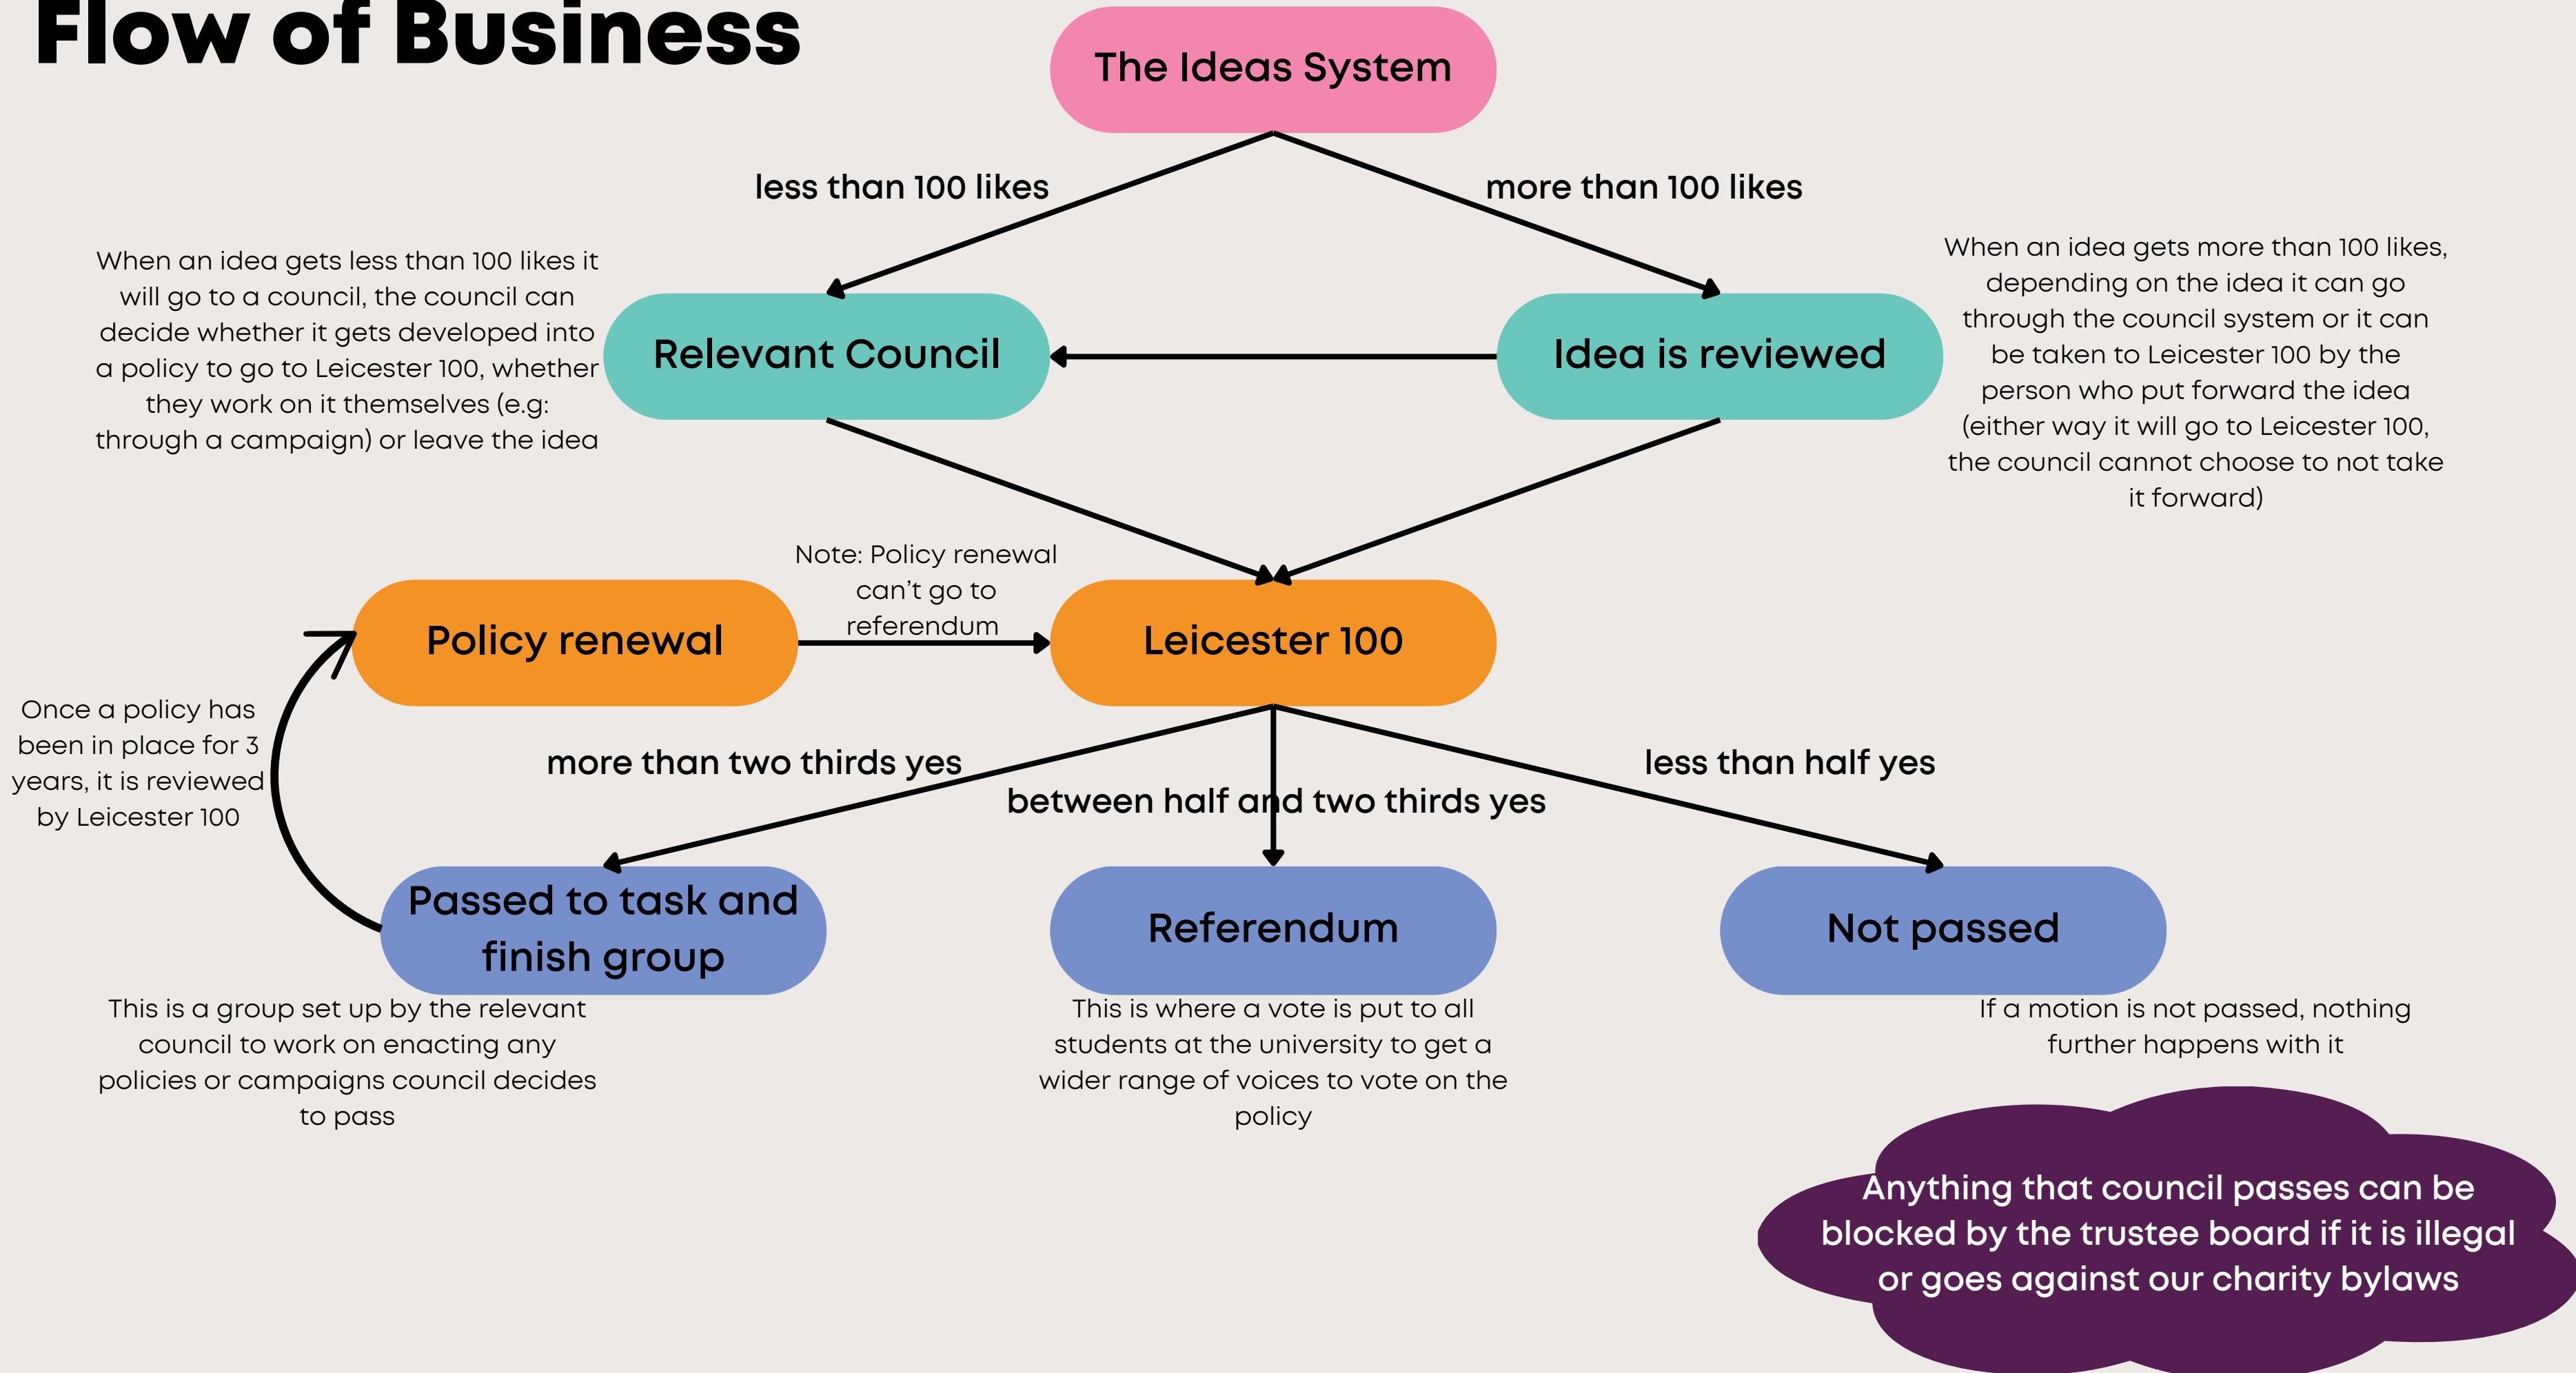 Flow of Business
The Ideas System
less than 100 likes
more than 100 likes
When an idea gets less than 100 likes it
will go to a council, the council can
decide whether it gets developed into
a policy to go to Leicester 100, whether
they work on it themselves (e.g:
through a campaign) or leave the idea
Relevant Council
Idea is reviewed
When an idea gets more than 100 likes,
depending on the idea it can go
through the council system or it can
be taken to Leicester 100 by the
person who put forward the idea
(either way it will go to Leicester 100,
the council cannot choose to not take
it forward)
Policy renewal
Note: Policy renewal
can't go to
referendum
Leicester 100
Once a policy has
been in place for 3
years, it is reviewed
by Leicester 100
more than two thirds yes
between half and two thirds yes
less than half yes
Passed to task and
finish group
This is a group set up by the relevant
council to work on enacting any
policies or campaigns council decides
to pass
Referendum
This is where a vote is put to all
students at the university to get a
wider range of voices to vote on the
policy
Not passed
If a motion is not passed, nothing
further happens with it
Anything that council passes can be
blocked by the trustee board if it is illegal
or goes against our charity bylaws